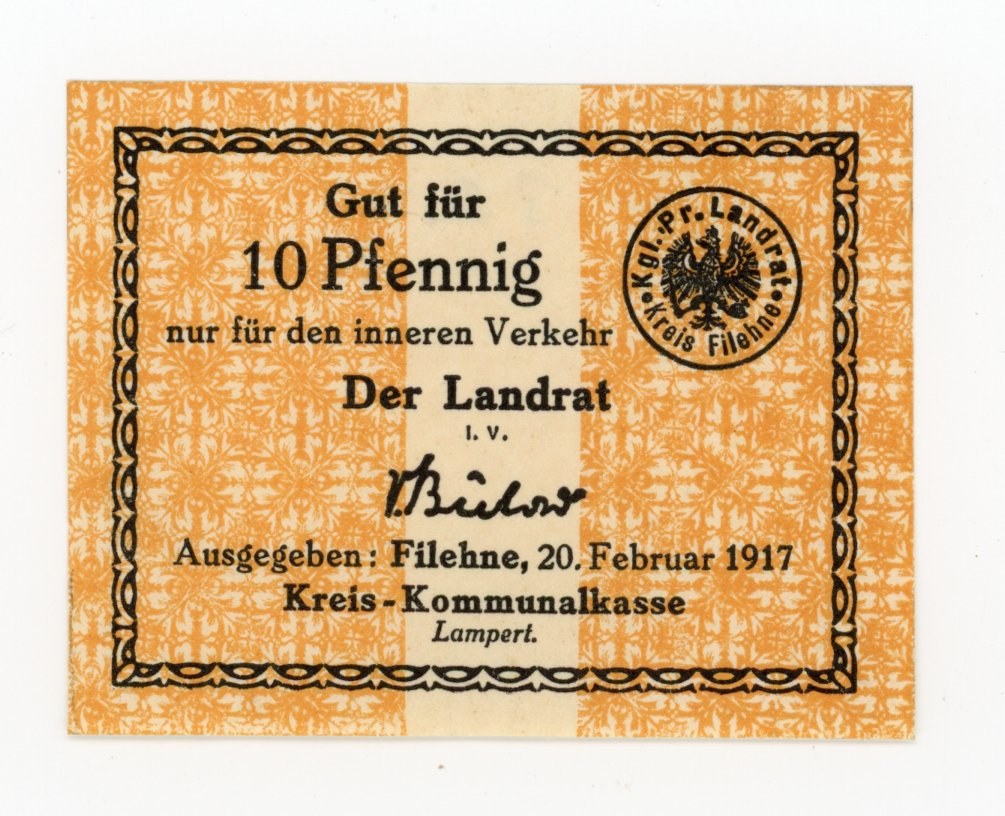 Gut für
10 Pfennig
nur für den inneren Verkehr
Kgl. Pr. Landrat
Kreis Filehne
Der Landrat
I. V.
v. Bülow
Ausgegeben: Filehne, 20. Februar 1917
Kreis-Kommunalkasse
Lampert.